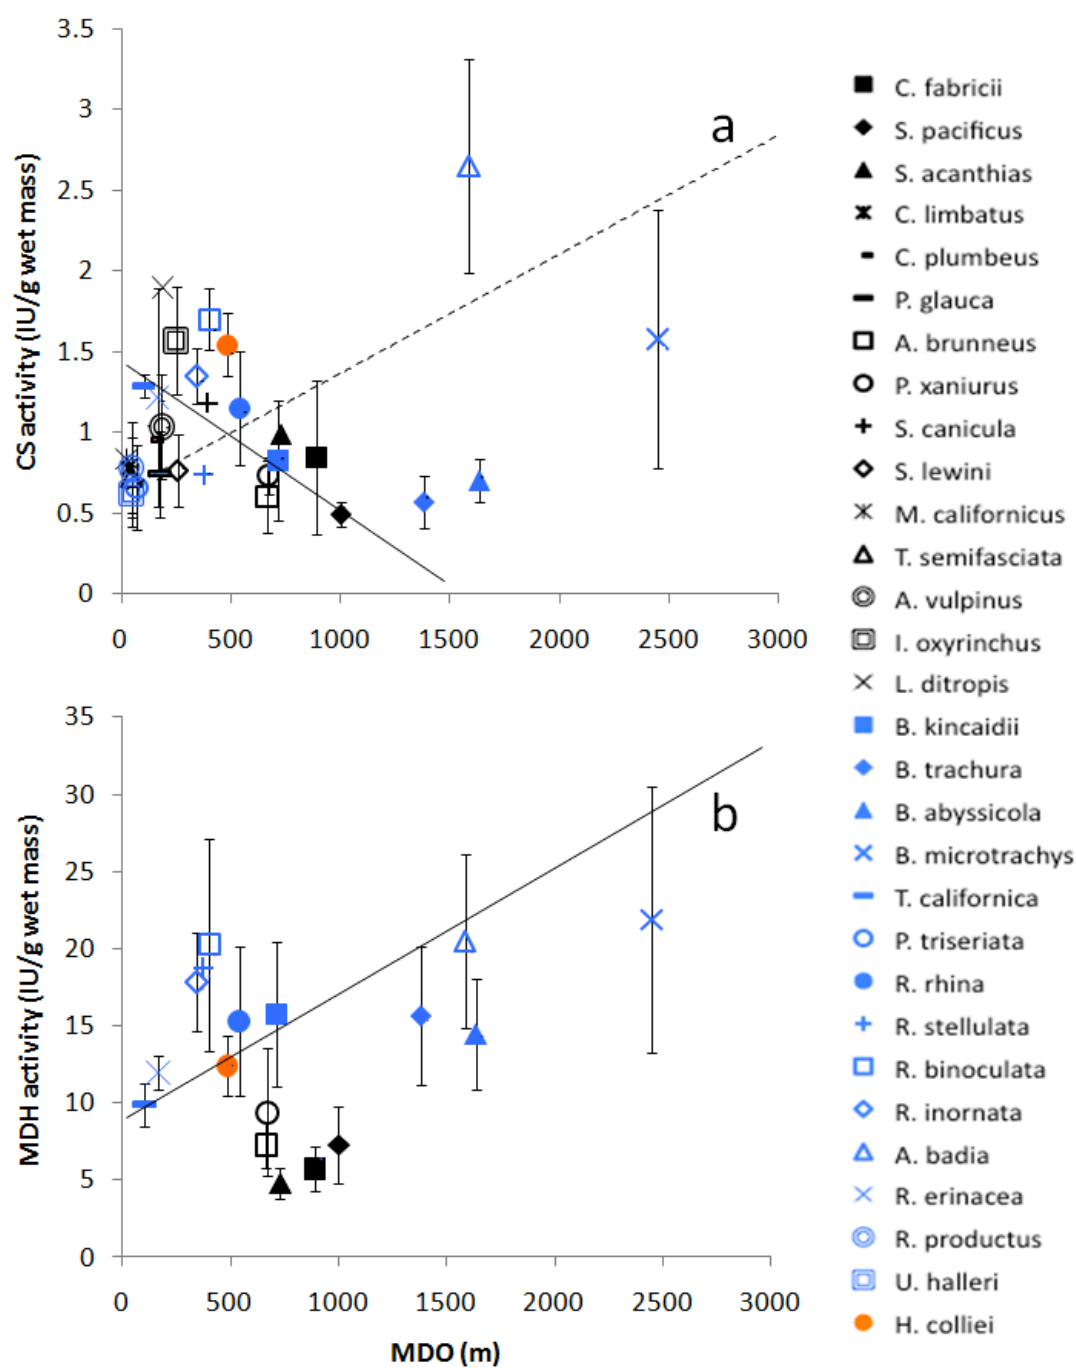 3.5
3
2.5
2
1.5
1
0.5
0
CS activity (IU/g wet mass)
a
0 500 1000 1500 2000 2500 3000
35
30
25
20
15
10
5
0
MDH activity (IU/g wet mass)
b
0 500 1000 1500 2000 2500 3000
MDO (m)
C. fabricii
S. pacificus
S. acanthias
C. limbatus
C. plumbeus
P. glauca
A. brunneus
P. xaniurus
S. canicula
S. lewini
M. californicus
T. semifasciata
A. vulpinus
I. oxyrinchus
L. ditropis
B. kincaidii
B. trachura
B. abyssicola
B. microtrachys
T. californica
P. triseriata
R. rhina
R. stellulata
R. binoculata
R. inornata
A. badia
R. erinacea
R. productus
U. halleri
H. colliei